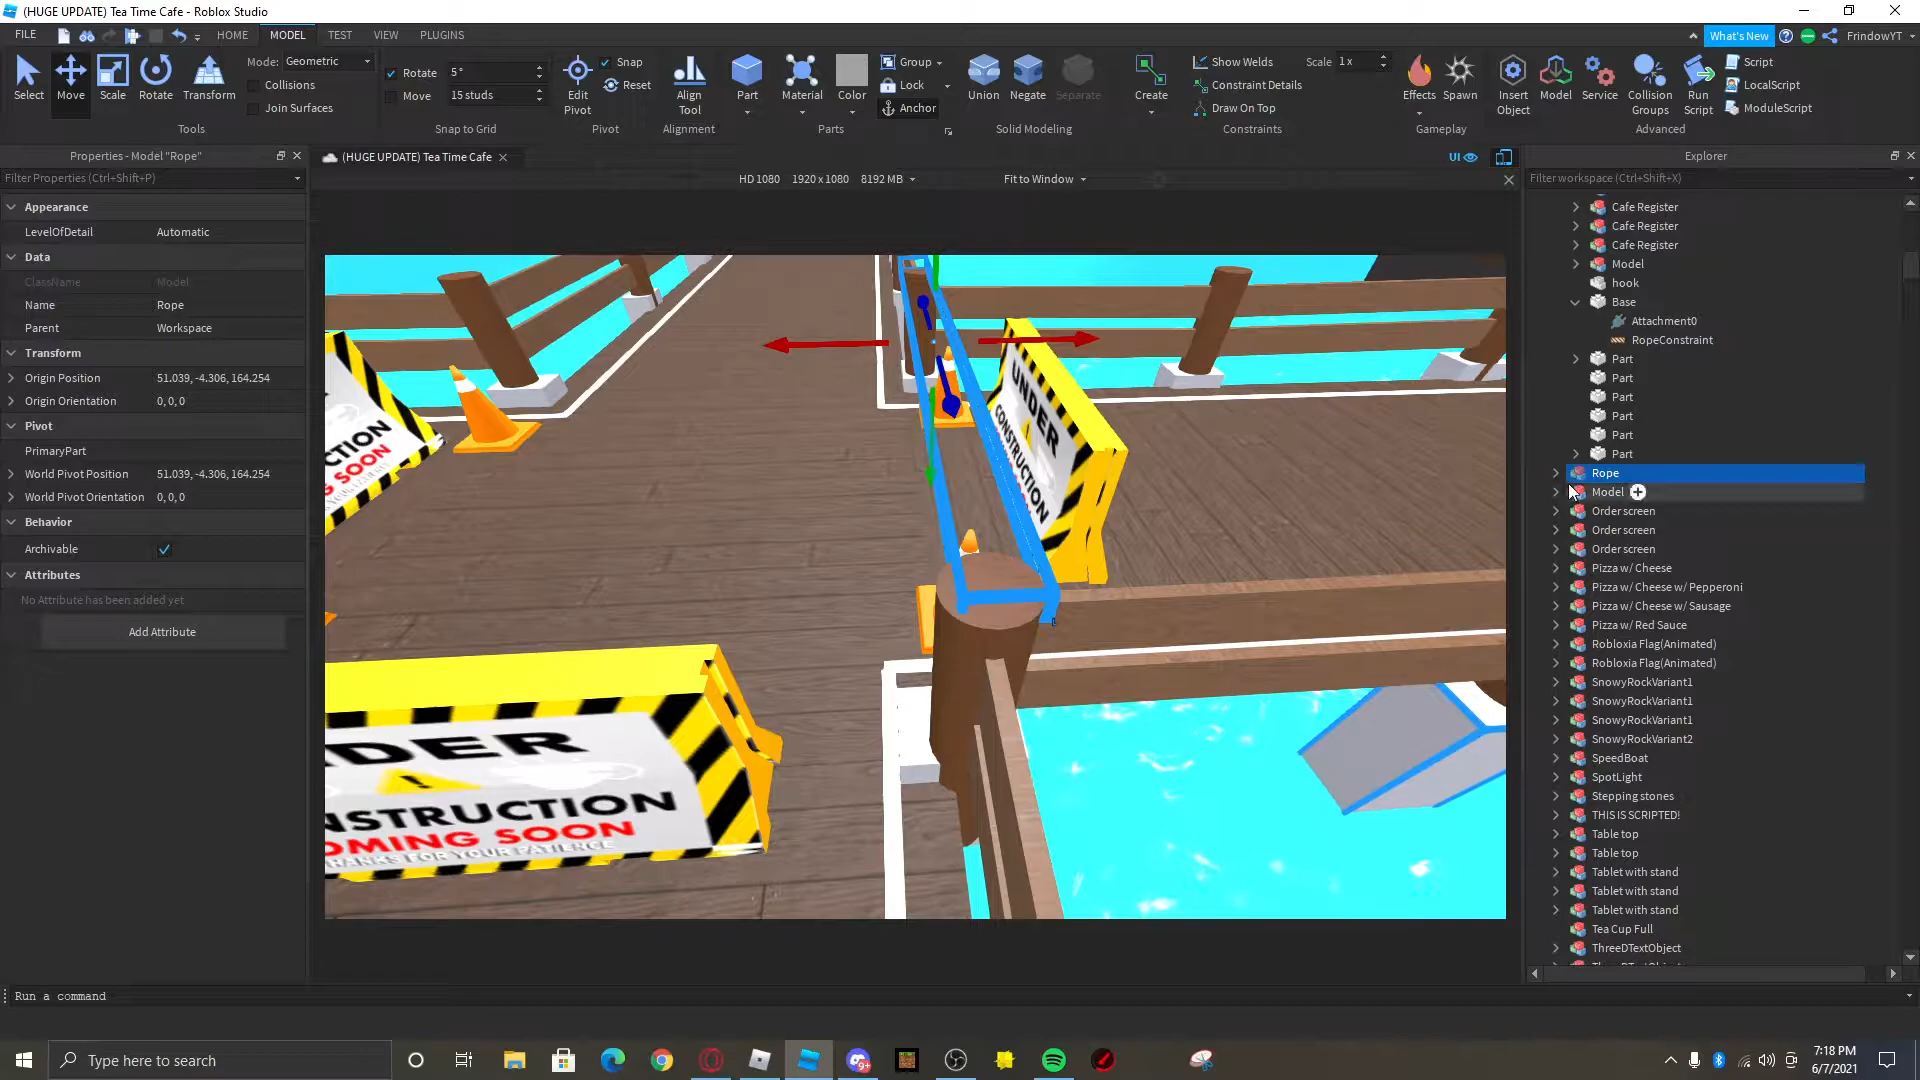 (HUGE UPDATE) Tea Time Cafe - Roblox Studio
FILE HOME MODEL TEST VIEW PLUGINS What's New FrindowYT
Select Move Scale Rotate Transform
Mode: Geometric
Collisions
Join Surfaces
Tools
Rotate 5°
Move 15 studs
Snap to Grid
Edit Pivot
Snap
Reset
Pivot
Align Tool
Alignment
Part Material Color
Group
Lock
Anchor
Parts
Union Negate Separate
Solid Modeling
Create
Show Welds
Constraint Details
Draw On Top
Scale 1 x
Constraints
Effects Spawn
Gameplay
Insert Object
Model
Service
Collision Groups
Run Script
Script
LocalScript
ModuleScript
Advanced
Properties - Model "Rope"
Filter Properties (Ctrl+Shift+P)
Appearance
LevelOfDetail Automatic
Data
ClassName Model
Name Rope
Parent Workspace
Transform
Origin Position 51.039, -4.306, 164.254
Origin Orientation 0, 0, 0
Pivot
PrimaryPart
World Pivot Position 51.039, -4.306, 164.254
World Pivot Orientation 0, 0, 0
Behavior
Archivable
Attributes
No Attribute has been added yet
Add Attribute
(HUGE UPDATE) Tea Time Cafe
UI
HD 1080 1920 x 1080 8192 MB Fit to Window
UNDER
CONSTRUCTION
CTION
SOON
DER
NSTRUCTION
OMING SOON
THANKS FOR YOUR PATIENCE
Explorer
Filter workspace (Ctrl+Shift+X)
Cafe Register
Cafe Register
Cafe Register
Model
hook
Base
Attachment0
RopeConstraint
Part
Part
Part
Part
Part
Part
Rope
Model
Order screen
Order screen
Order screen
Pizza w/ Cheese
Pizza w/ Cheese w/ Pepperoni
Pizza w/ Cheese w/ Sausage
Pizza w/ Red Sauce
Robloxia Flag(Animated)
Robloxia Flag(Animated)
SnowyRockVariant1
SnowyRockVariant1
SnowyRockVariant1
SnowyRockVariant2
SpeedBoat
SpotLight
Stepping stones
THIS IS SCRIPTED!
Table top
Table top
Tablet with stand
Tablet with stand
Tablet with stand
Tea Cup Full
ThreeDTextObject
Run a command
Type here to search
9+
7:18 PM
6/7/2021